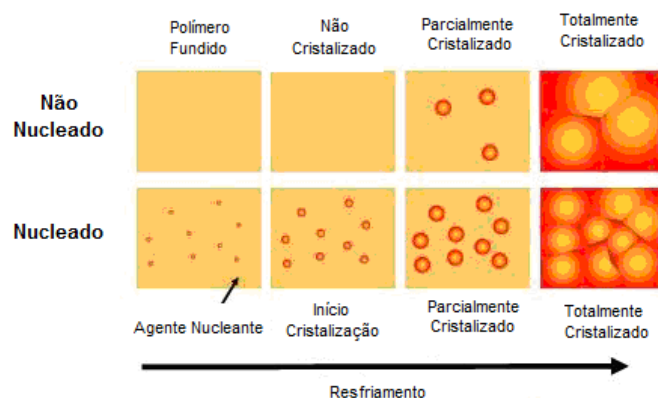 Polímero
Fundido
Não
Cristalizado
Parcialmente
Cristalizado
Totalmente
Cristalizado
Não
Nucleado
Nucleado
Agente Nucleante
Início
Cristalização
Parcialmente
Cristalizado
Totalmente
Cristalizado
Resfriamento